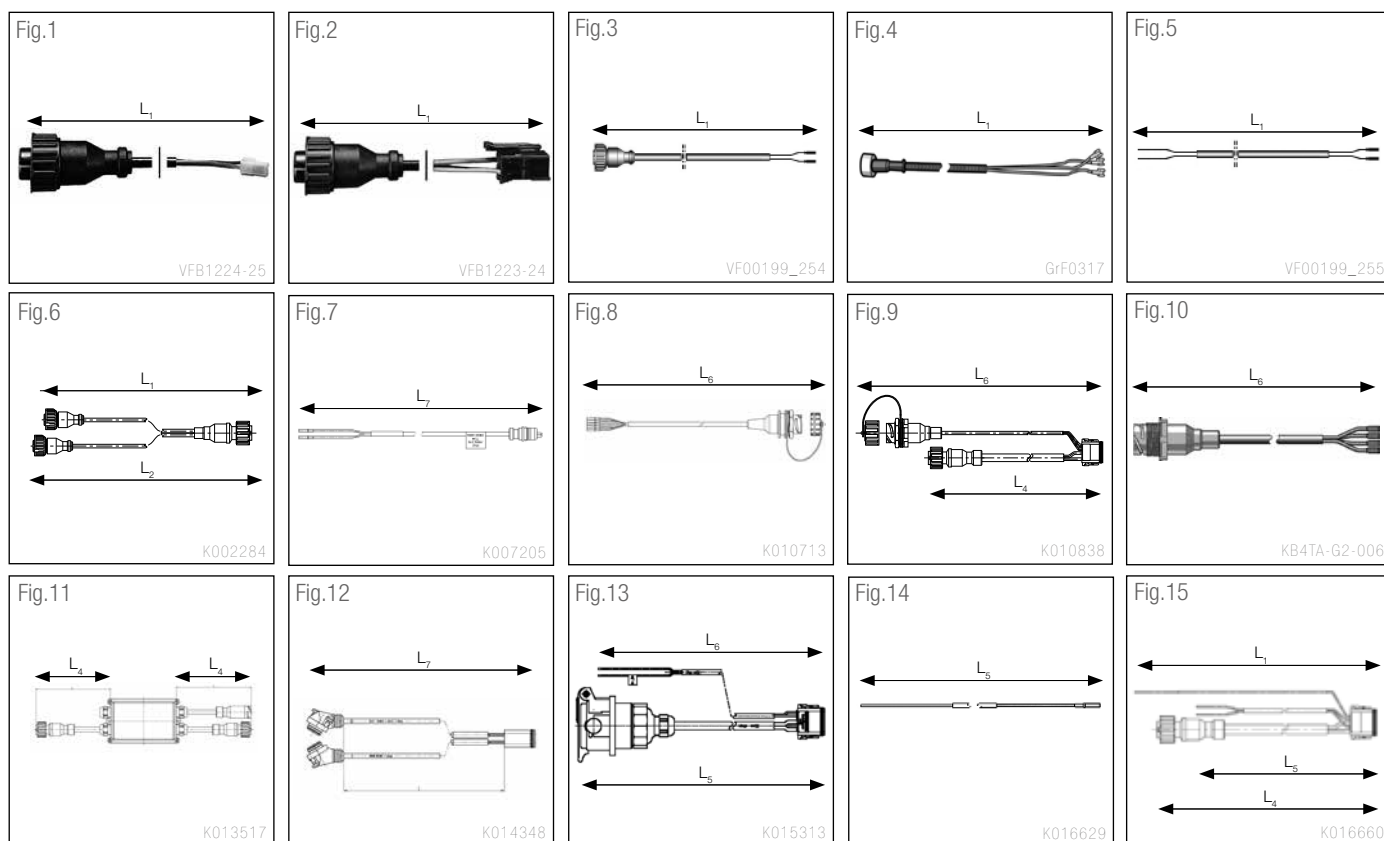 Fig.1
L1
VFB1224-25
Fig.2
L1
VFB1223-24
Fig.3
L1
VF00199_254
Fig.4
L1
GrF0317
Fig.5
L1
VF00199_255
Fig.6
L1
L2
K002284
Fig.7
L7
K007205
Fig.8
L6
K010713
Fig.9
L6
L4
K010838
Fig.10
L6
KB4TA-G2-006
Fig.11
L4
L4
K013517
Fig.12
L7
L
K014348
Fig.13
L6
L5
K015313
Fig.14
L5
K016629
Fig.15
L1
L5
L4
K016660